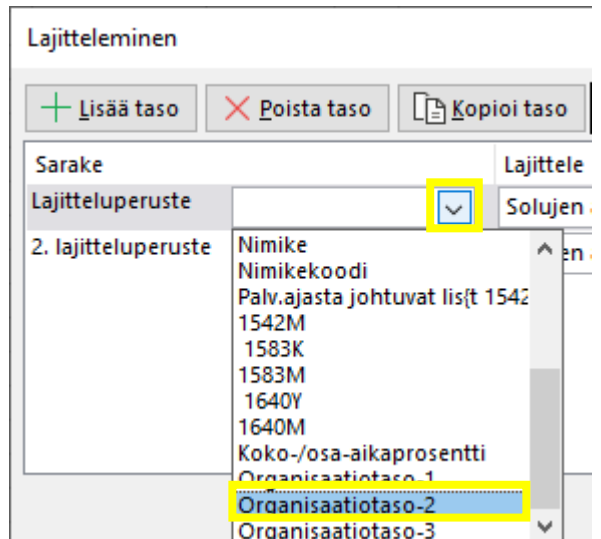 Lajitteleminen
Lisää taso Poista taso Kopioi taso
Sarake Lajittele
Lajitteluperuste Solujen
2. lajitteluperuste en
Nimike
Nimikekoodi
Palv.ajasta johtuvat lis{t 1542
1542M
1583K
1583M
1640Y
1640M
Koko-/osa-aikaprosentti
Organisaatiotaso-1
Organisaatiotaso-2
Organisaatiotaso-3